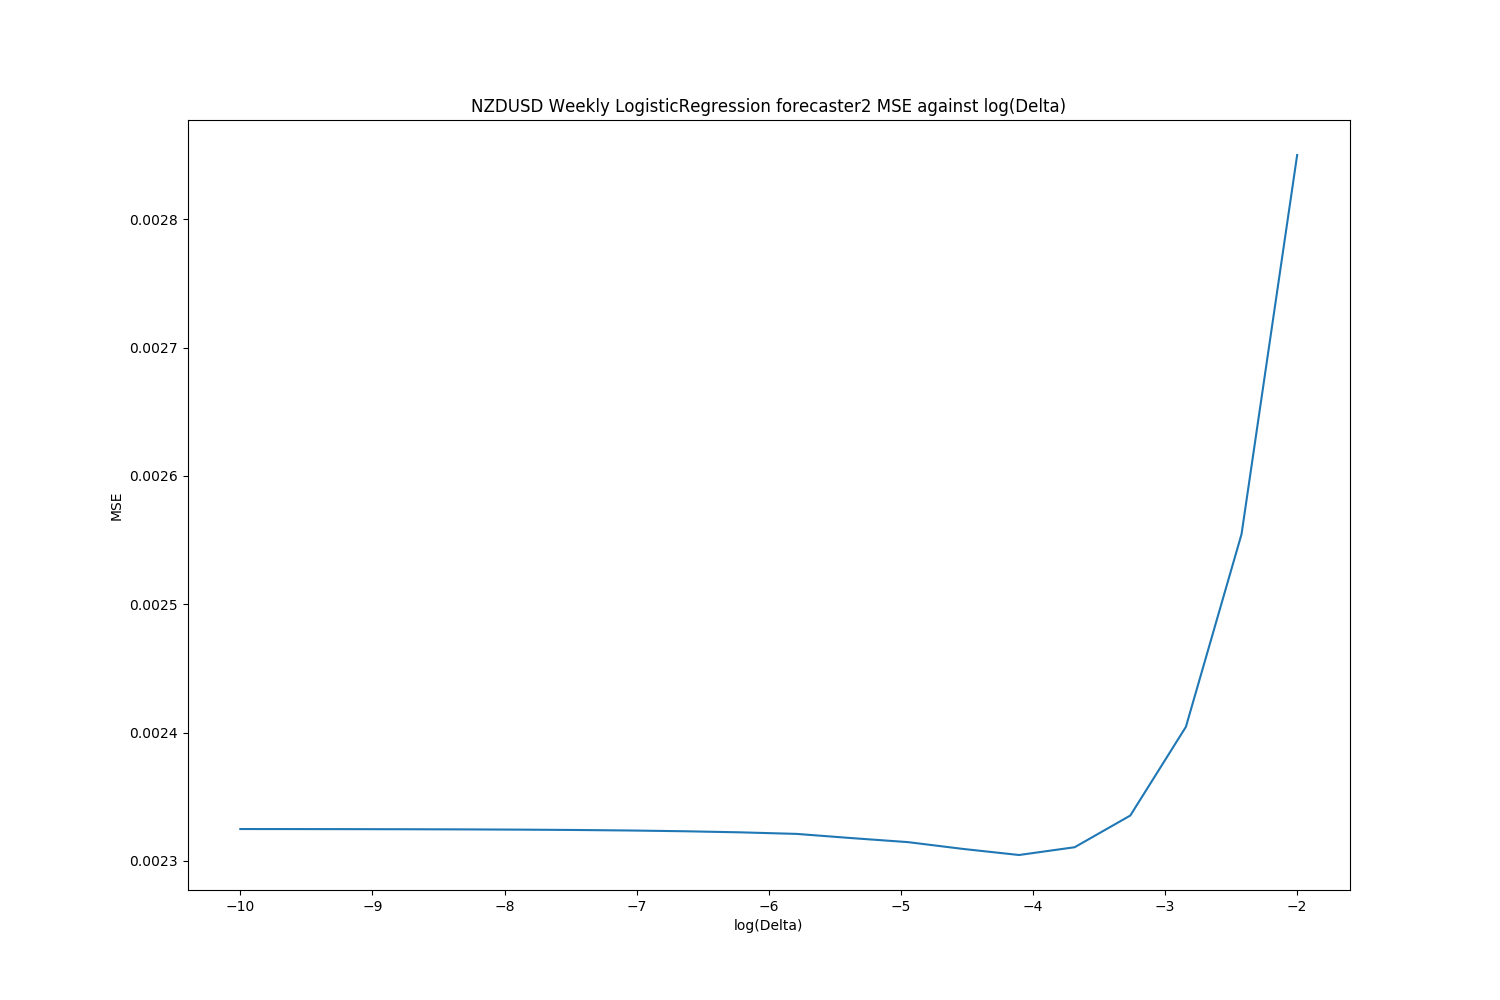 NZDUSD Weekly LogisticRegression forecaster2 MSE against log(Delta)
0.0028
0.0027
0.0026
MSE
0.0025
0.0024
0.0023
−10 −9 −8 −7 −6 −5 −4 −3 −2
log(Delta)